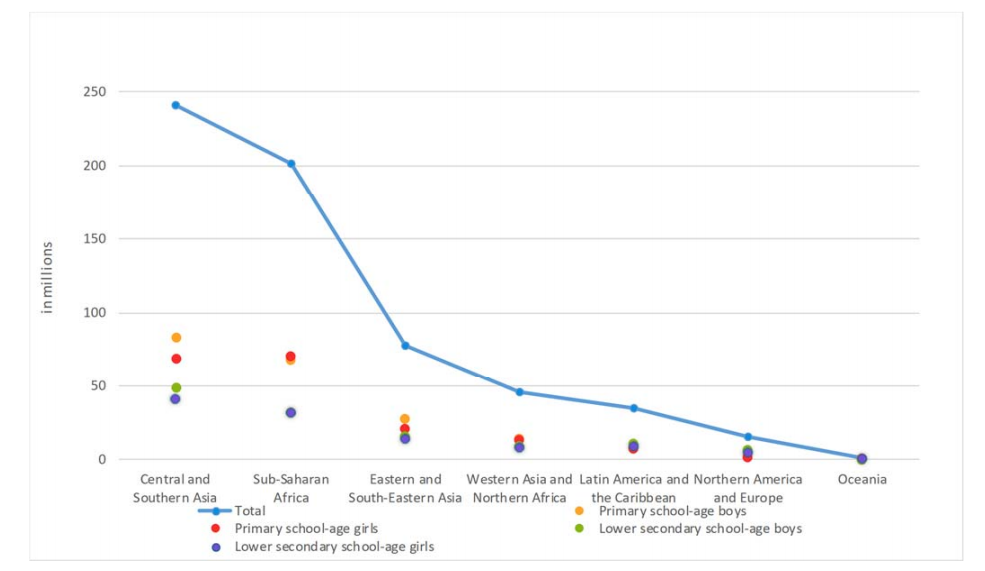 250
200
150
100
50
0
in millions
Central and Southern Asia
Sub-Saharan Africa
Eastern and South-Eastern Asia
Western Asia and Northern Africa
Latin America and the Caribbean
Northern America and Europe
Oceania
Total
Primary school-age boys
Primary school-age girls
Lower secondary school-age boys
Lower secondary school-age girls